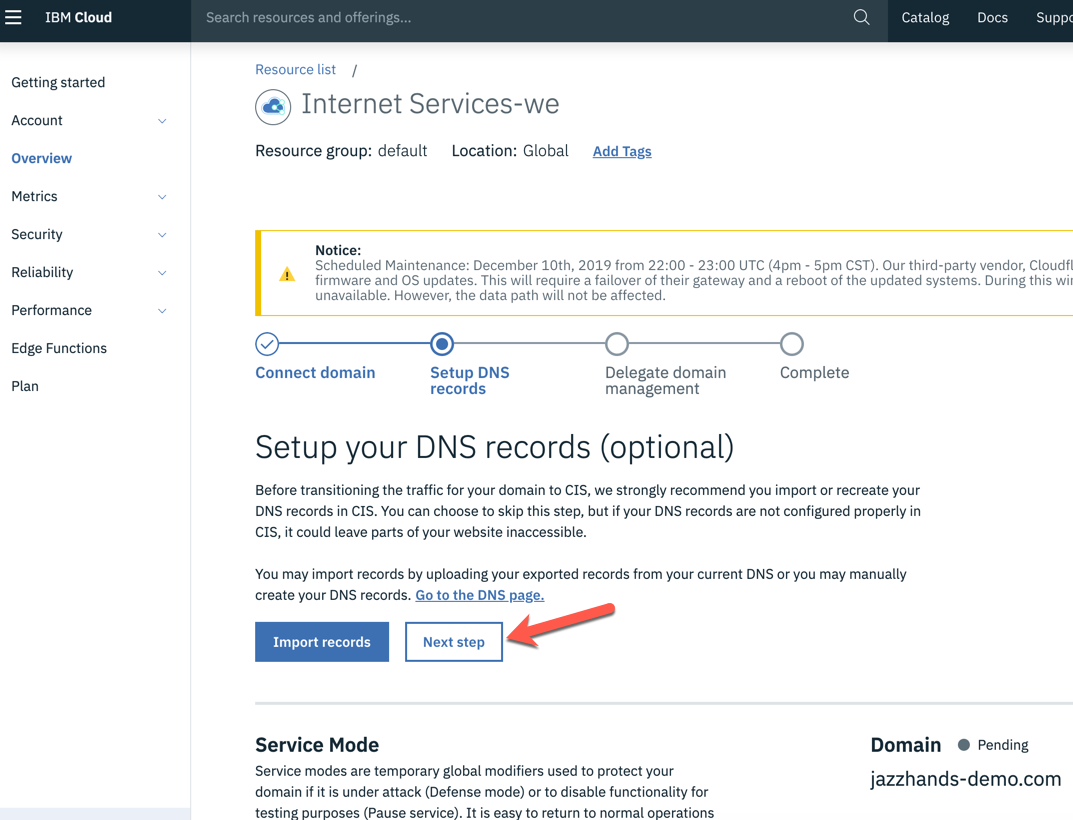 IBM Cloud
Search resources and offerings...
Catalog
Docs
Getting started
Account
Overview
Metrics
Security
Reliability
Performance
Edge Functions
Plan
Resource list /
Internet Services-we
Resource group: default Location: Global Add Tags
Notice:
Scheduled Maintenance: December 10th, 2019 from 22:00 - 23:00 UTC (4pm - 5pm CST). Our third-party vendor,
firmware and OS updates. This will require a failover of their gateway and a reboot of the updated systems. During this
unavailable. However, the data path will not be affected.
Connect domain
Setup DNS
records
Delegate domain
management
Complete
Setup your DNS records (optional)
Before transitioning the traffic for your domain to CIS, we strongly recommend you import or recreate your
DNS records in CIS. You can choose to skip this step, but if your DNS records are not configured properly in
CIS, it could leave parts of your website inaccessible.
You may import records by uploading your exported records from your current DNS or you may manually
create your DNS records. Go to the DNS page.
Import records
Next step
Service Mode
Service modes are temporary global modifiers used to protect your
domain if it is under attack (Defense mode) or to disable functionality for
testing purposes (Pause service). It is easy to return to normal operations
Domain Pending
jazzhands-demo.com